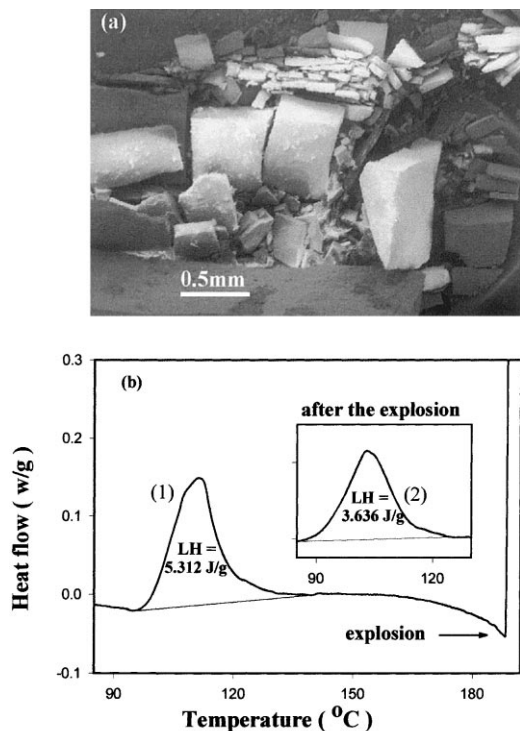 (a)
0.5mm
0.3
(b)
after the explosion
0.2
(1)
(2)
LH =
3.636 J/g
0.1
LH =
5.312 J/g
90
120
0.0
explosion
-0.1
90
120
150
180
Heat flow ( w/g )
Temperature ( °C )